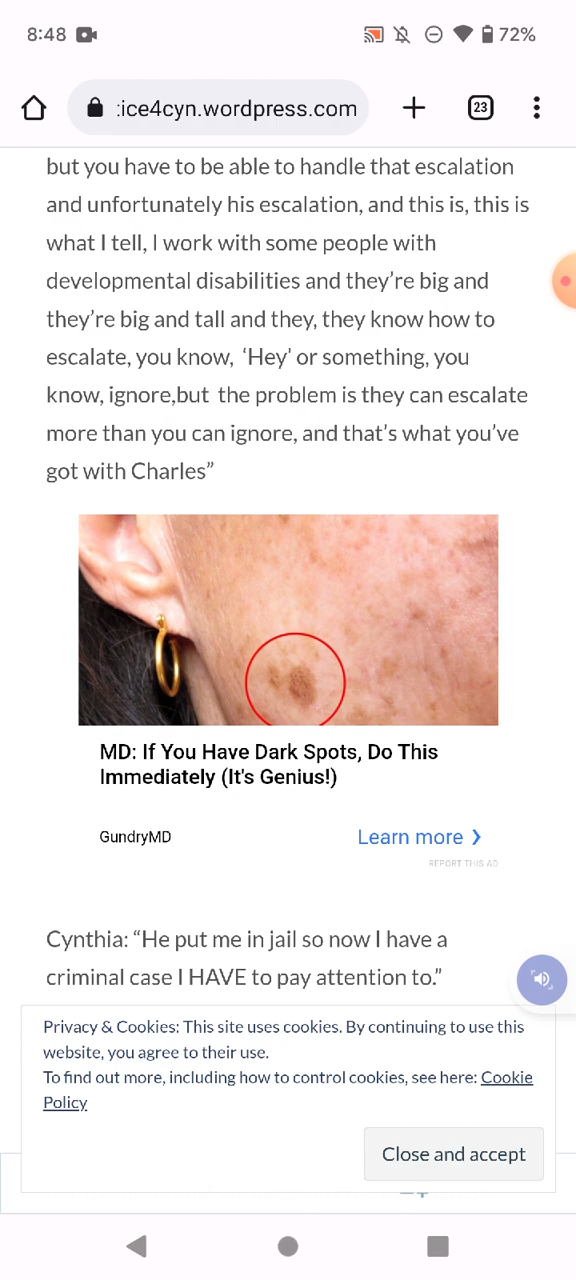 8:48
72%
:ice4cyn.wordpress.com
23
but you have to be able to handle that escalation
and unfortunately his escalation, and this is, this is
what I tell, I work with some people with
developmental disabilities and they’re big and
they’re big and tall and they, they know how to
escalate, you know,  ‘Hey' or something, you
know, ignore,but  the problem is they can escalate
more than you can ignore, and that’s what you’ve
got with Charles”
MD: If You Have Dark Spots, Do This
Immediately (It's Genius!)
GundryMD
Learn more
REPORT THIS AD
Cynthia: “He put me in jail so now I have a
criminal case I HAVE to pay attention to.”
Privacy & Cookies: This site uses cookies. By continuing to use this
website, you agree to their use.
To find out more, including how to control cookies, see here: Cookie
Policy
Close and accept